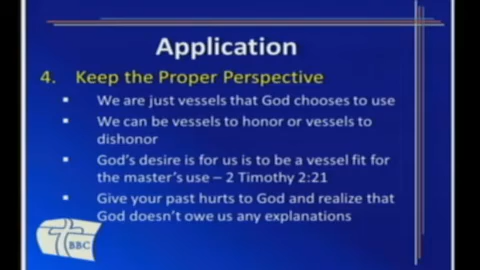 Application
4. Keep the Proper Perspective
▪ We are just vessels that God chooses to use
▪ We can be vessels to honor or vessels to
dishonor
▪ God's desire is for us is to be a vessel fit for
the master's use – 2 Timothy 2:21
▪ Give your past hurts to God and realize that
God doesn't owe us any explanations
BBC